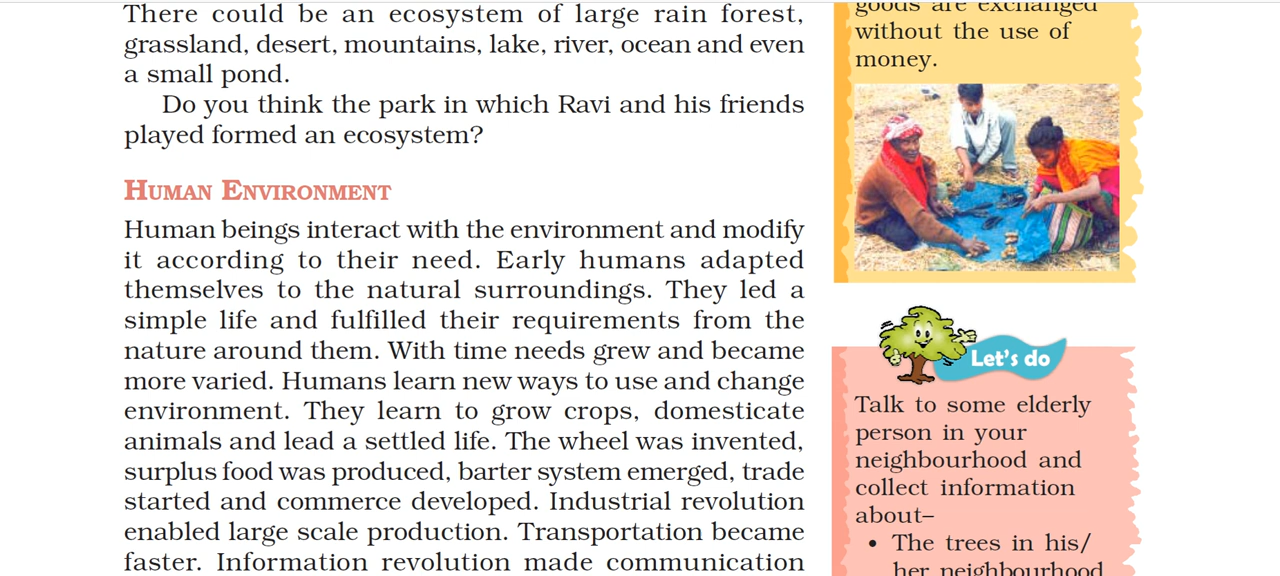 There could be an ecosystem of large rain forest,
grassland, desert, mountains, lake, river, ocean and even
a small pond.
Do you think the park in which Ravi and his friends
played formed an ecosystem?
HUMAN ENVIRONMENT
Human beings interact with the environment and modify
it according to their need. Early humans adapted
themselves to the natural surroundings. They led a
simple life and fulfilled their requirements from the
nature around them. With time needs grew and became
more varied. Humans learn new ways to use and change
environment. They learn to grow crops, domesticate
animals and lead a settled life. The wheel was invented,
surplus food was produced, barter system emerged, trade
started and commerce developed. Industrial revolution
enabled large scale production. Transportation became
faster. Information revolution made communication
goods are exchanged
without the use of
money.
Let's do
Talk to some elderly
person in your
neighbourhood and
collect information
about–
• The trees in his/
her neighbourhood